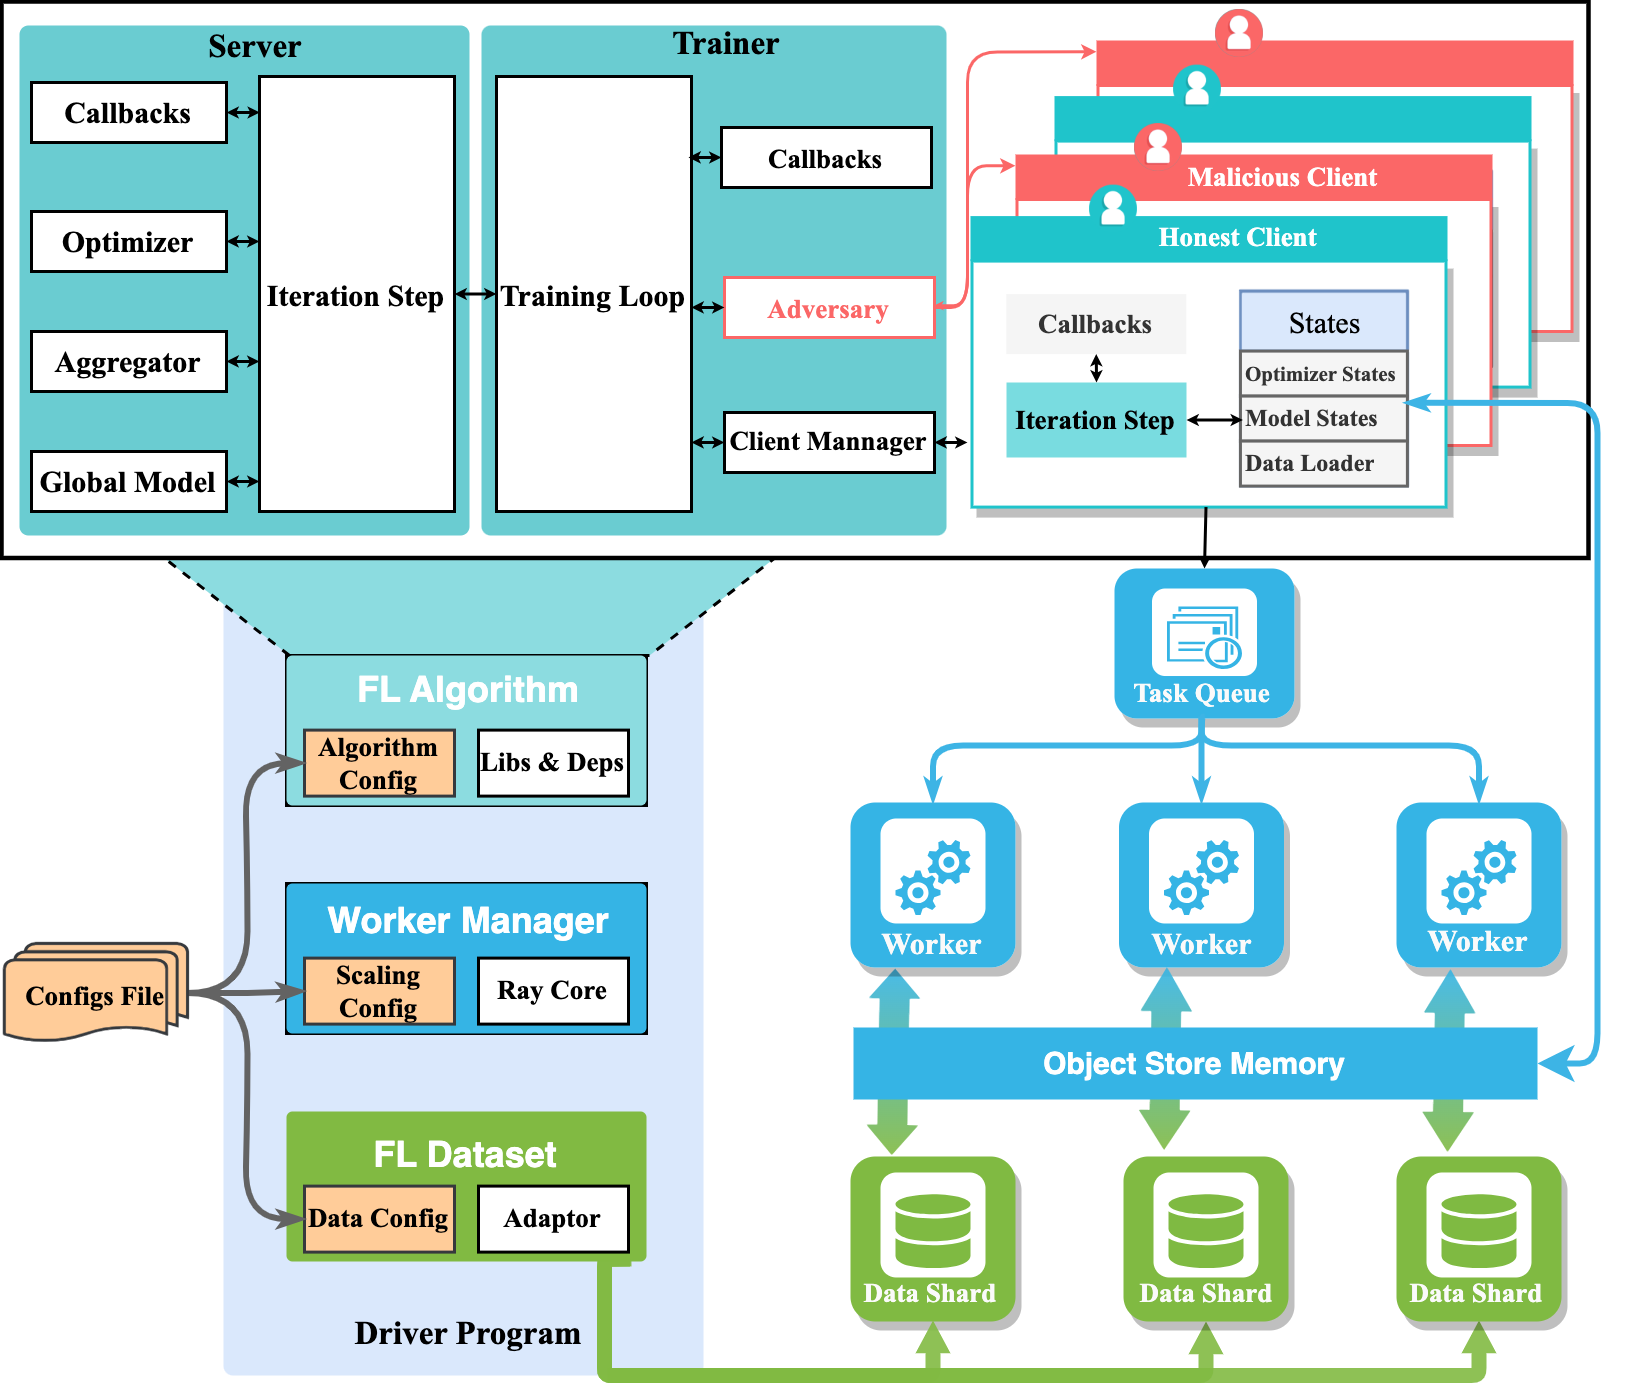 Server
Callbacks
Optimizer
Aggregator
Global Model
Iteration Step
Trainer
Training Loop
Callbacks
Adversary
Client Mannager
Malicious Client
Honest Client
Callbacks
Iteration Step
States
Optimizer States
Model States
Data Loader
Task Queue
Worker
Worker
Worker
Object Store Memory
Data Shard
Data Shard
Data Shard
FL Algorithm
Algorithm
Config
Libs & Deps
Worker Manager
Scaling
Config
Ray Core
Configs File
FL Dataset
Data Config
Adaptor
Driver Program